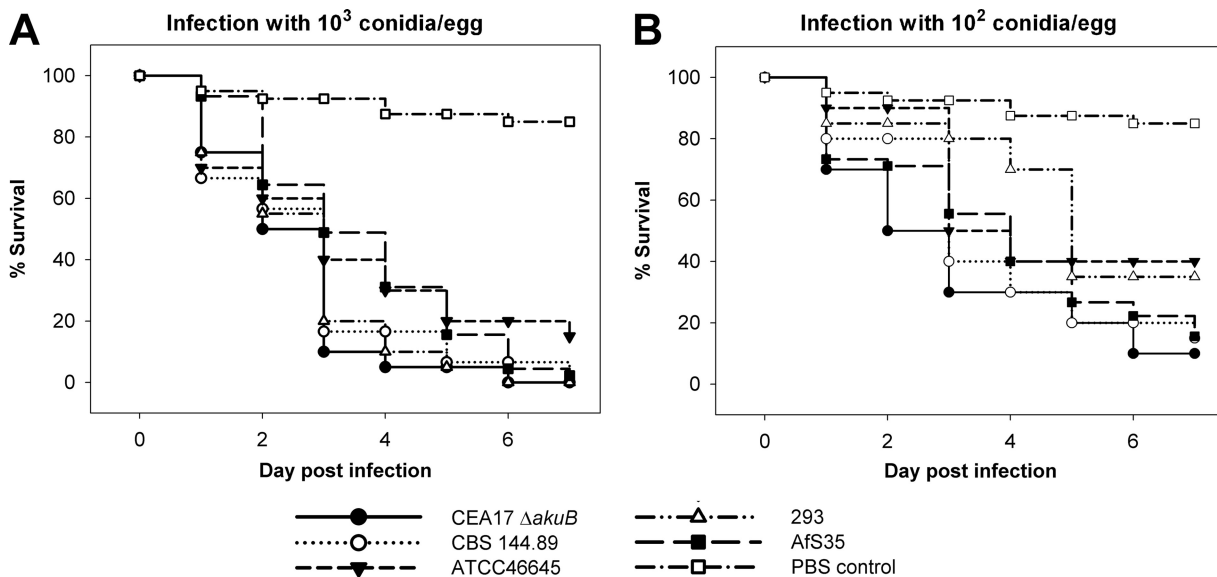 A
Infection with 10³ conidia/egg
% Survival
100
80
60
40
20
0
0 2 4 6
Day post infection
B
Infection with 10² conidia/egg
% Survival
100
80
60
40
20
0
0 2 4 6
Day post infection
CEA17 ΔakuB
CBS 144.89
ATCC46645
293
AfS35
PBS control